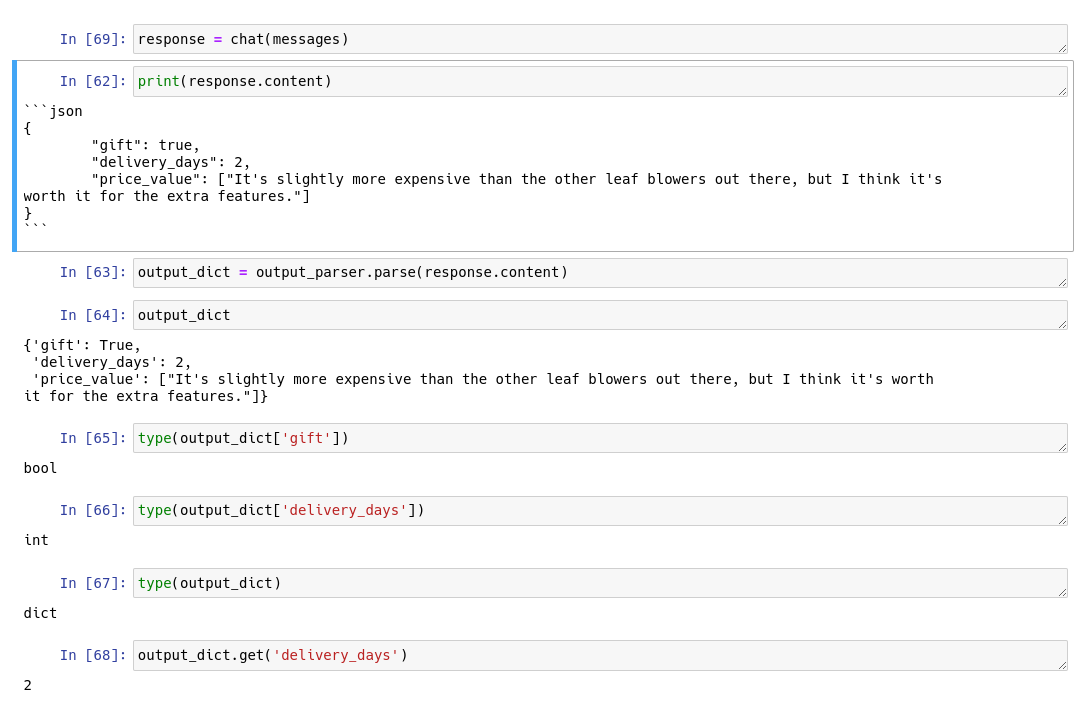 In [69]: response = chat(messages)
In [62]: print(response.content)
```json
{
        "gift": true,
        "delivery_days": 2,
        "price_value": ["It's slightly more expensive than the other leaf blowers out there, but I think it's
worth it for the extra features."]
}
```
In [63]: output_dict = output_parser.parse(response.content)
In [64]: output_dict
{'gift': True,
 'delivery_days': 2,
 'price_value': ["It's slightly more expensive than the other leaf blowers out there, but I think it's worth
it for the extra features."]}
In [65]: type(output_dict['gift'])
bool
In [66]: type(output_dict['delivery_days'])
int
In [67]: type(output_dict)
dict
In [68]: output_dict.get('delivery_days')
2